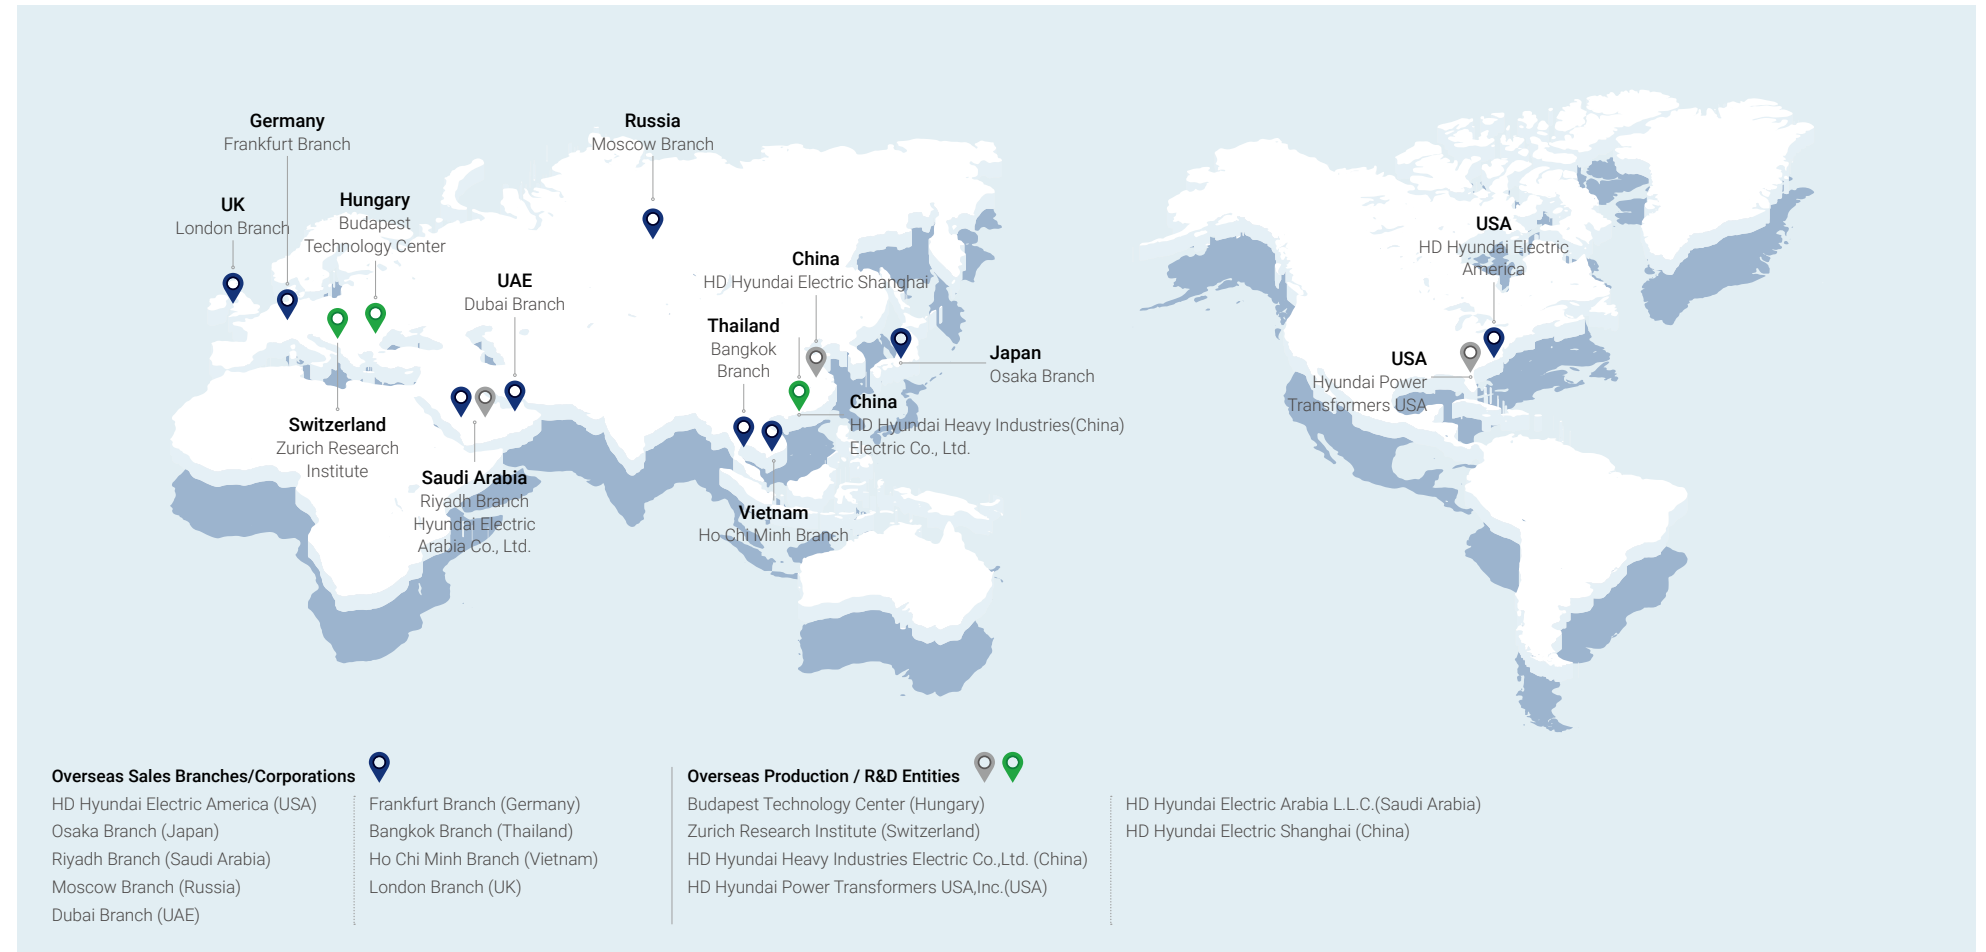 Germany
Frankfurt Branch
Russia
Moscow Branch
UK
London Branch
Hungary
Budapest
Technology Center
USA
HD Hyundai Electric
America
China
HD Hyundai Electric Shanghai
UAE
Dubai Branch
Thailand
Bangkok
Branch
Japan
Osaka Branch
USA
Hyundai Power
Transformers USA
China
HD Hyundai Heavy Industries(China)
Electric Co., Ltd.
Switzerland
Zurich Research
Institute
Saudi Arabia
Riyadh Branch
Hyundai Electric
Arabia Co., Ltd.
Vietnam
Ho Chi Minh Branch
Overseas Sales Branches/Corporations
HD Hyundai Electric America (USA)
Osaka Branch (Japan)
Riyadh Branch (Saudi Arabia)
Moscow Branch (Russia)
Dubai Branch (UAE)
Frankfurt Branch (Germany)
Bangkok Branch (Thailand)
Ho Chi Minh Branch (Vietnam)
London Branch (UK)
Overseas Production / R&D Entities
Budapest Technology Center (Hungary)
Zurich Research Institute (Switzerland)
HD Hyundai Heavy Industries Electric Co.,Ltd. (China)
HD Hyundai Power Transformers USA,Inc.(USA)
HD Hyundai Electric Arabia L.L.C.(Saudi Arabia)
HD Hyundai Electric Shanghai (China)